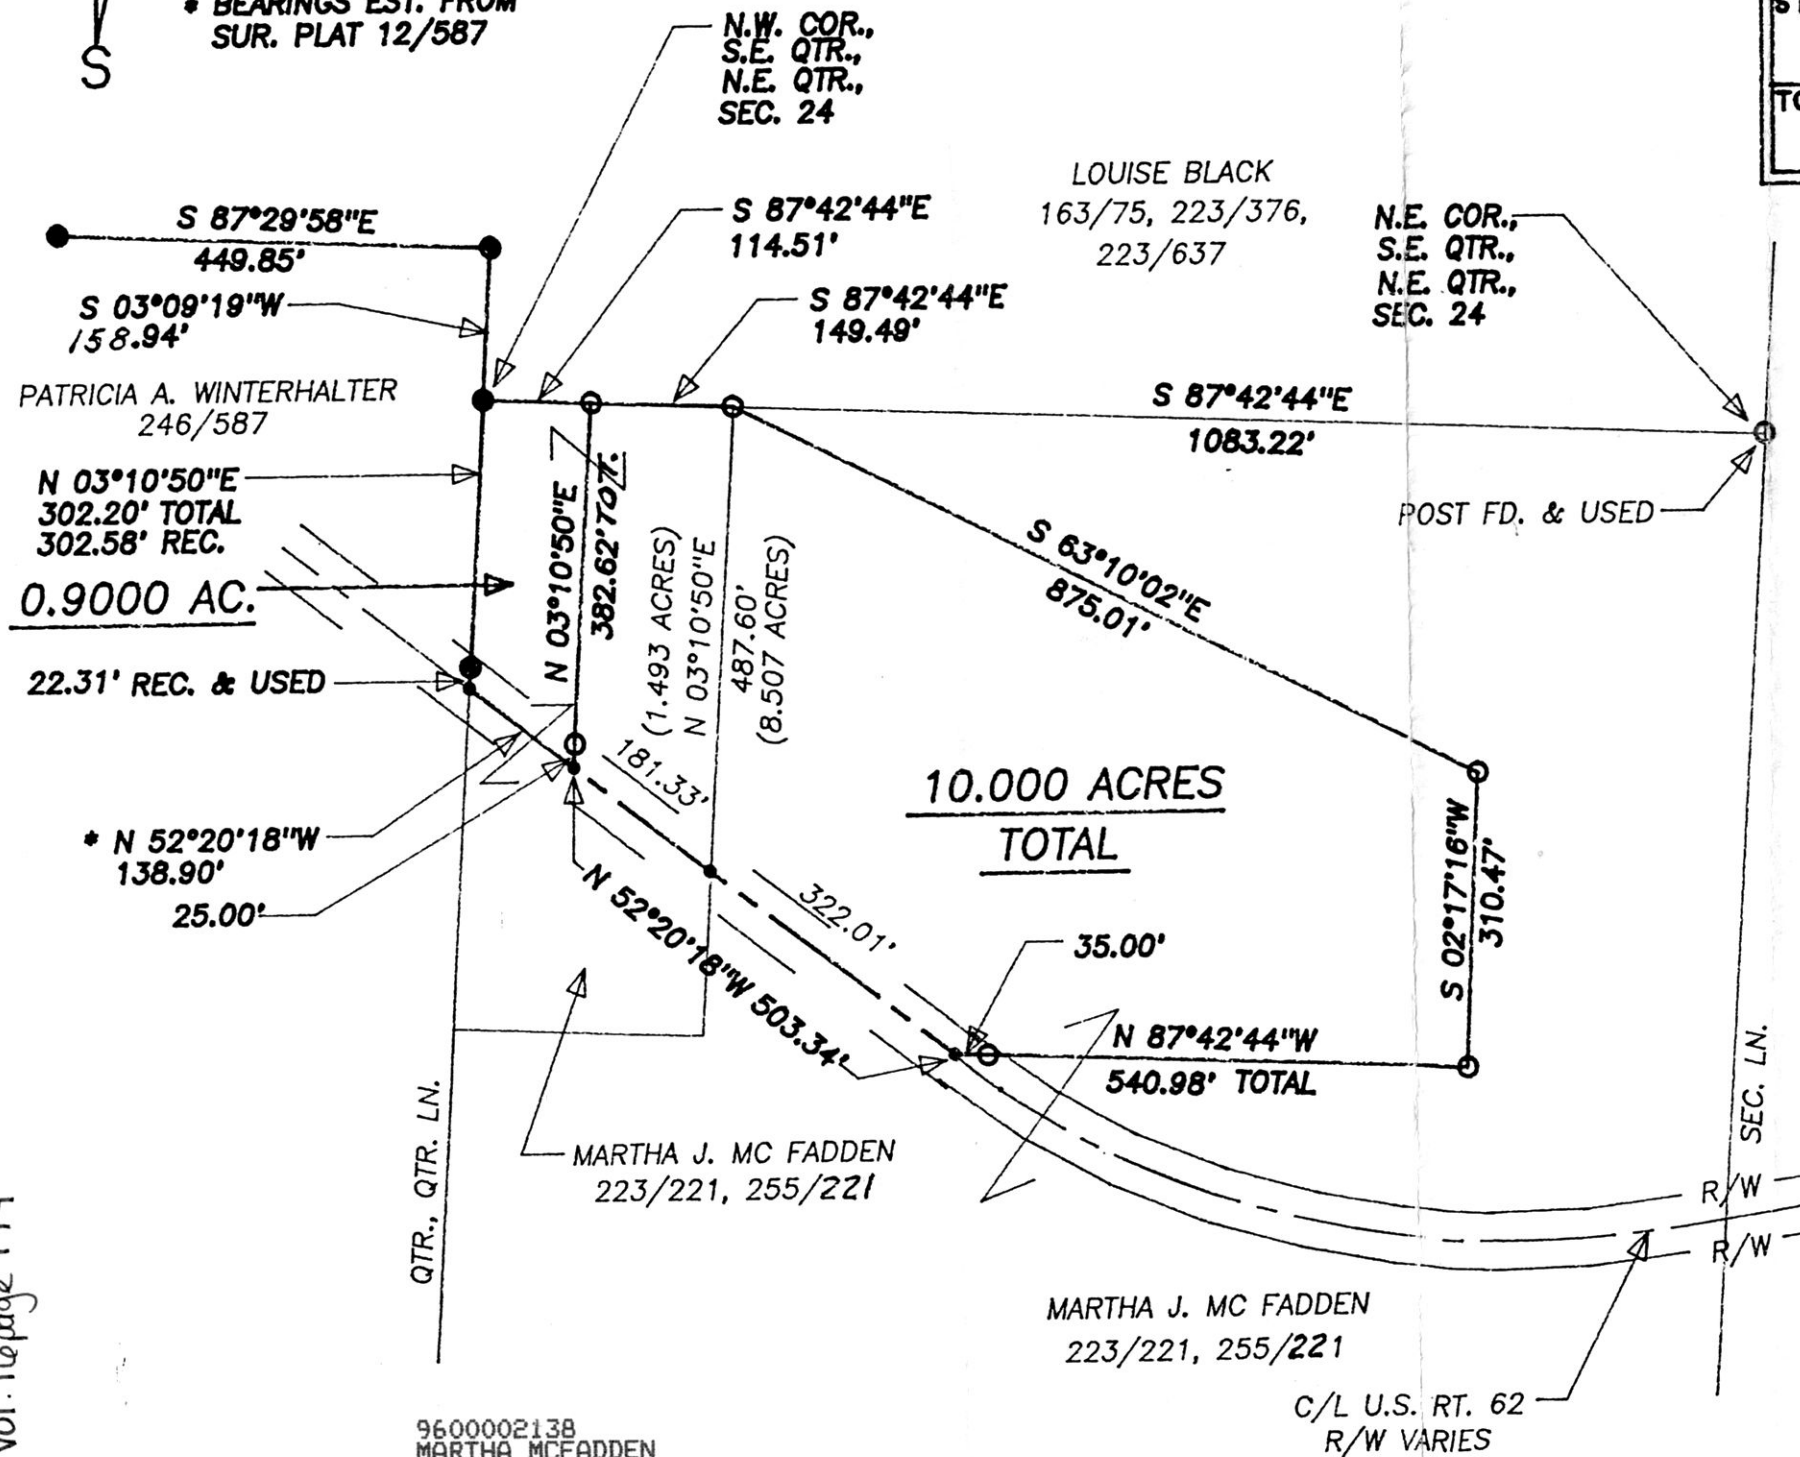 * BEARINGS EST. FROM
SUR. PLAT 12/587
S
N.W. COR.,
S.E. QTR.,
N.E. QTR.,
SEC. 24
LOUISE BLACK
163/75, 223/376,
223/637
N.E. COR.,
S.E. QTR.,
N.E. QTR.,
SEC. 24
S 87°29'58"E
449.85'
S 87°42'44"E
114.51'
S 87°42'44"E
149.49'
S 03°09'19"W
158.94'
PATRICIA A. WINTERHALTER
246/587
S 87°42'44"E
1083.22'
POST FD. & USED
N 03°10'50"E
302.20' TOTAL
302.58' REC.
0.9000 AC.
22.31' REC. & USED
N 03°10'50"E
382.62' TOT.
(1.493 ACRES)
N 03°10'50"E
487.60'
(8.507 ACRES)
S 63°10'02"E
875.01'
181.33'
10.000 ACRES
TOTAL
S 02°17'16"W
310.47'
* N 52°20'18"W
138.90'
25.00'
322.01'
N 52°20'18"W 503.34'
35.00'
N 87°42'44"W
540.98' TOTAL
MARTHA J. MC FADDEN
223/221, 255/221
QTR., QTR. LN.
SEC. LN.
R/W
R/W
MARTHA J. MC FADDEN
223/221, 255/221
C/L U.S. RT. 62
R/W VARIES
9600002138
MARTHA MCFADDEN